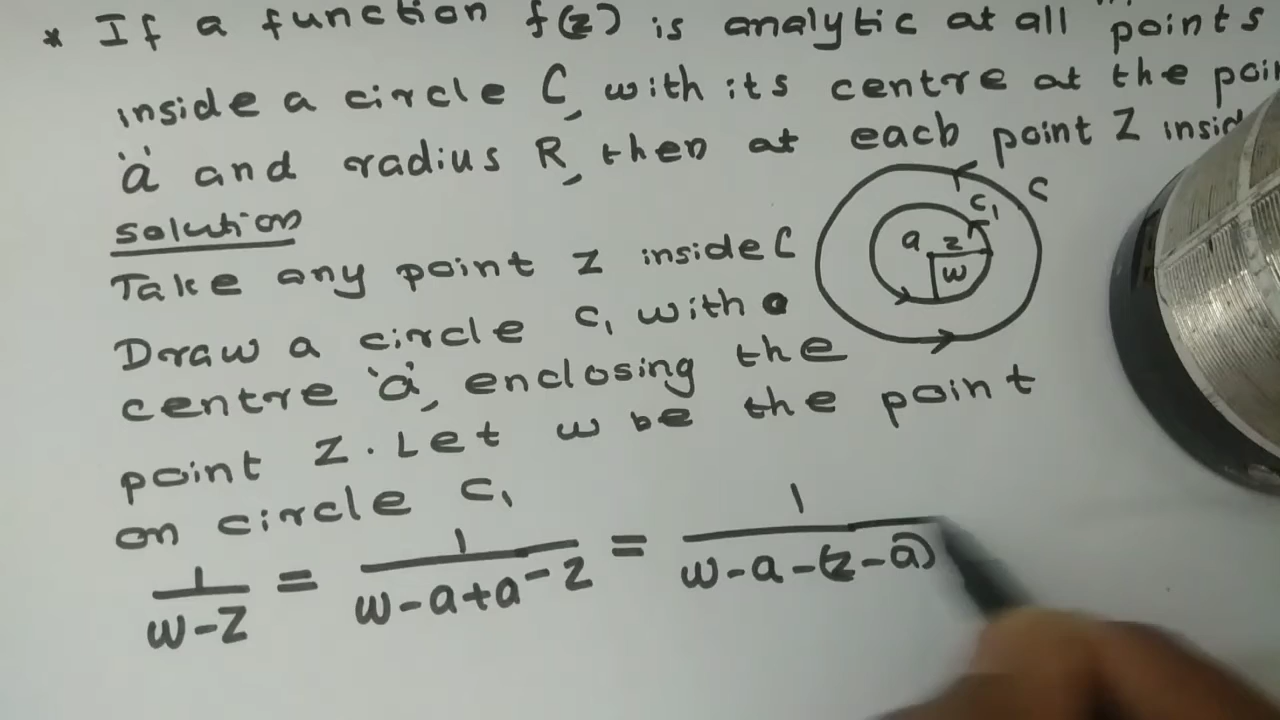 * If a function f(z) is analytic at all points
inside a circle C, with its centre at the
'a' and radius R, then at each point Z
solution
C
C₁
a z
w
Take any point z inside C
Draw a circle C₁ with
centre 'a', enclosing the
point z. Let w be the point
on circle C₁
1/(w-z) = 1/(w-a+a-z) = 1/(w-a-(z-a))